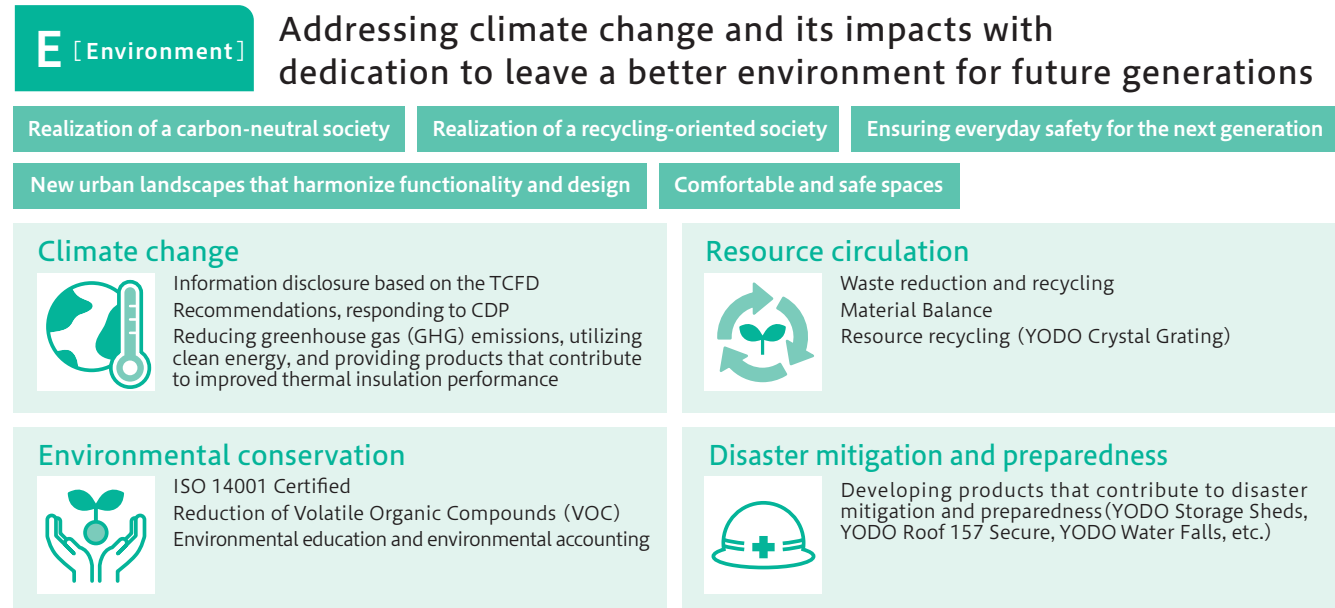 E [Environment]
Addressing climate change and its impacts with
dedication to leave a better environment for future generations
Realization of a carbon-neutral society
Realization of a recycling-oriented society
Ensuring everyday safety for the next generation
New urban landscapes that harmonize functionality and design
Comfortable and safe spaces
Climate change
Information disclosure based on the TCFD
Recommendations, responding to CDP
Reducing greenhouse gas (GHG) emissions, utilizing
clean energy, and providing products that contribute
to improved thermal insulation performance
Resource circulation
Waste reduction and recycling
Material Balance
Resource recycling (YODO Crystal Grating)
Environmental conservation
ISO 14001 Certified
Reduction of Volatile Organic Compounds (VOC)
Environmental education and environmental accounting
Disaster mitigation and preparedness
Developing products that contribute to disaster
mitigation and preparedness(YODO Storage Sheds,
YODO Roof 157 Secure, YODO Water Falls, etc.)